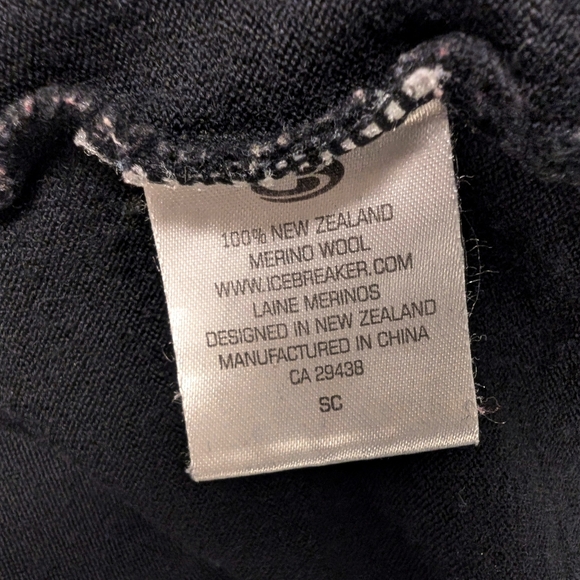 100% NEW ZEALAND
MERINO WOOL
WWW.ICEBREAKER.COM
LAINE MERINOS
DESIGNED IN NEW ZEALAND
MANUFACTURED IN CHINA
CA 29438
SC